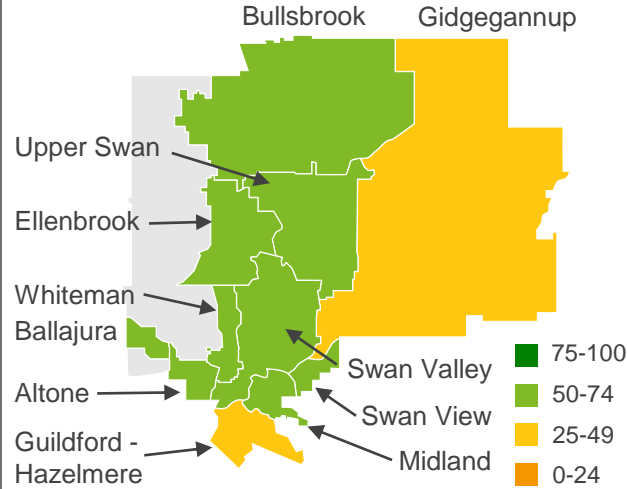 Bullsbrook
Gidgegannup
Upper Swan
Ellenbrook
Whiteman
Ballajura
Altone
Guildford -
Hazelmere
Swan Valley
Swan View
Midland
75-100
50-74
25-49
0-24